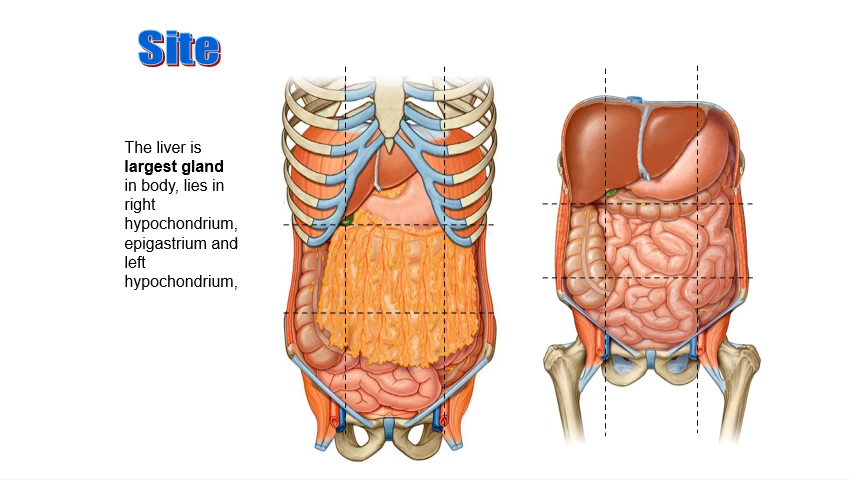 Site
The liver is
largest gland
in body, lies in
right
hypochondrium,
epigastrium and
left
hypochondrium,